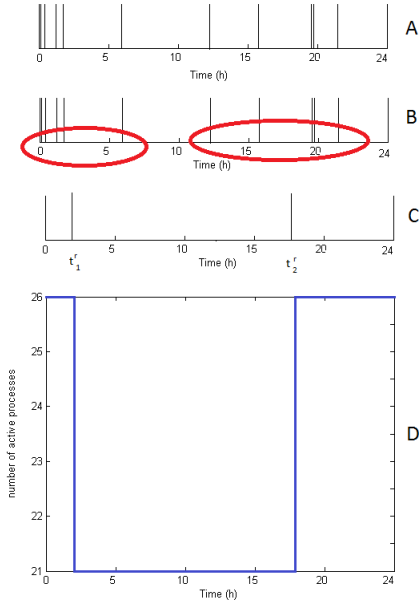 A
0 5 10 15 20 24
Time (h)
B
0 5 10 15 20 24
Time (h)
C
0 5 10 15 20 25
t₁ʳ Time (h) t₂ʳ
26
25
24
23
22
21
number of active processes
D
0 5 10 15 20 25
Time (h)